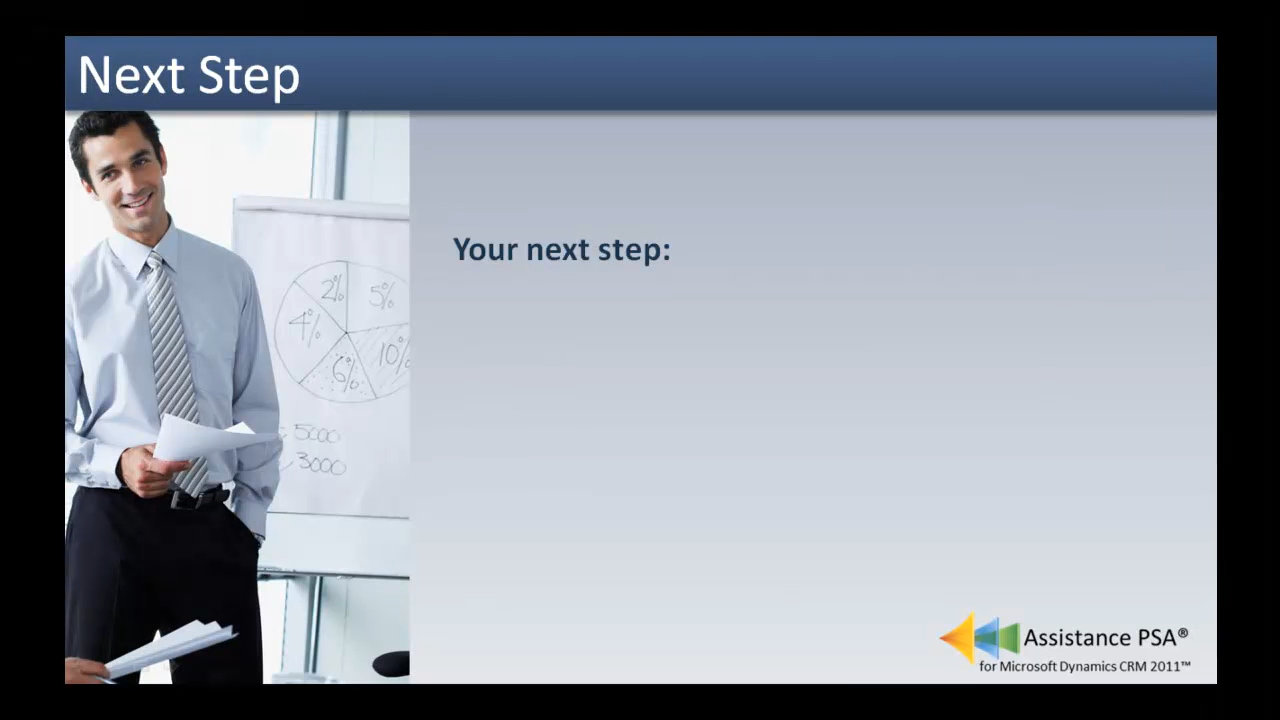 Next Step
Your next step:
2%
5%
4%
10%
6%
5000
3000
Assistance PSA®
for Microsoft Dynamics CRM 2011™